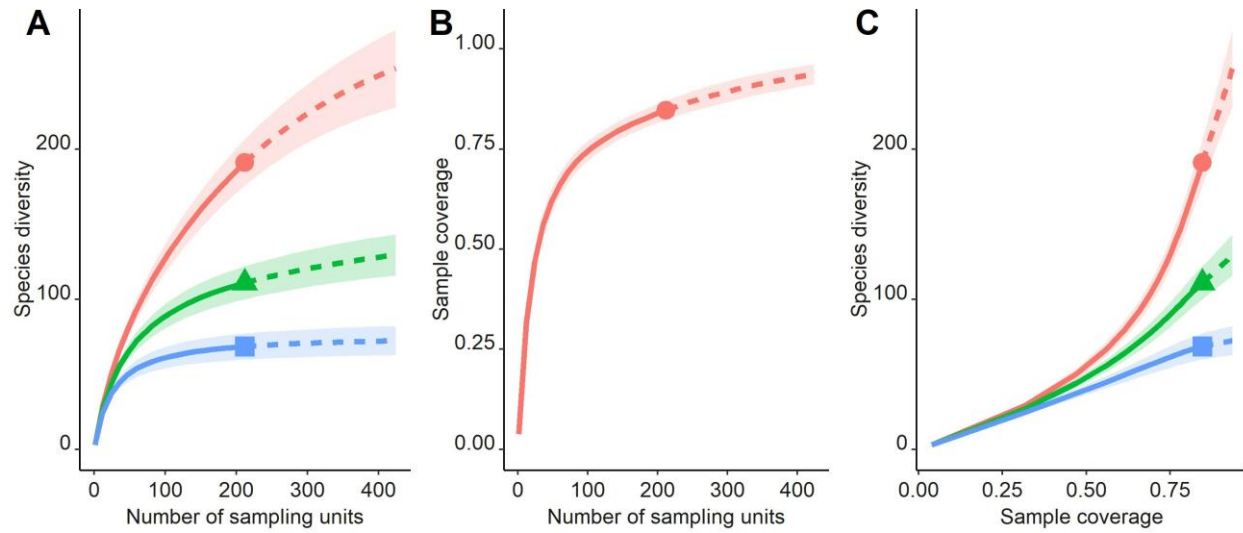 A
Species diversity
200
100
0
0 100 200 300 400
Number of sampling units
B
Sample coverage
1.00
0.75
0.50
0.25
0.00
0 100 200 300 400
Number of sampling units
C
Species diversity
200
100
0
0.00 0.25 0.50 0.75
Sample coverage